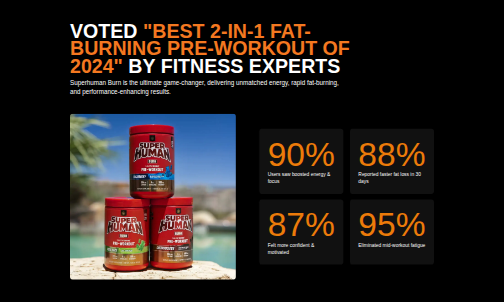 VOTED "BEST 2-IN-1 FAT-
BURNING PRE-WORKOUT OF
2024" BY FITNESS EXPERTS
Superhuman Burn is the ultimate game-changer, delivering unmatched energy, rapid fat-burning,
and performance-enhancing results.
SUPER
HUMAN
PRE-WORKOUT
SUPER
HUMAN
PRE-WORKOUT
SUPER
HUMAN
PRE-WORKOUT
90%
Users saw boosted energy &
focus
88%
Reported faster fat loss in 30
days
87%
Felt more confident &
motivated
95%
Eliminated mid-workout fatigue